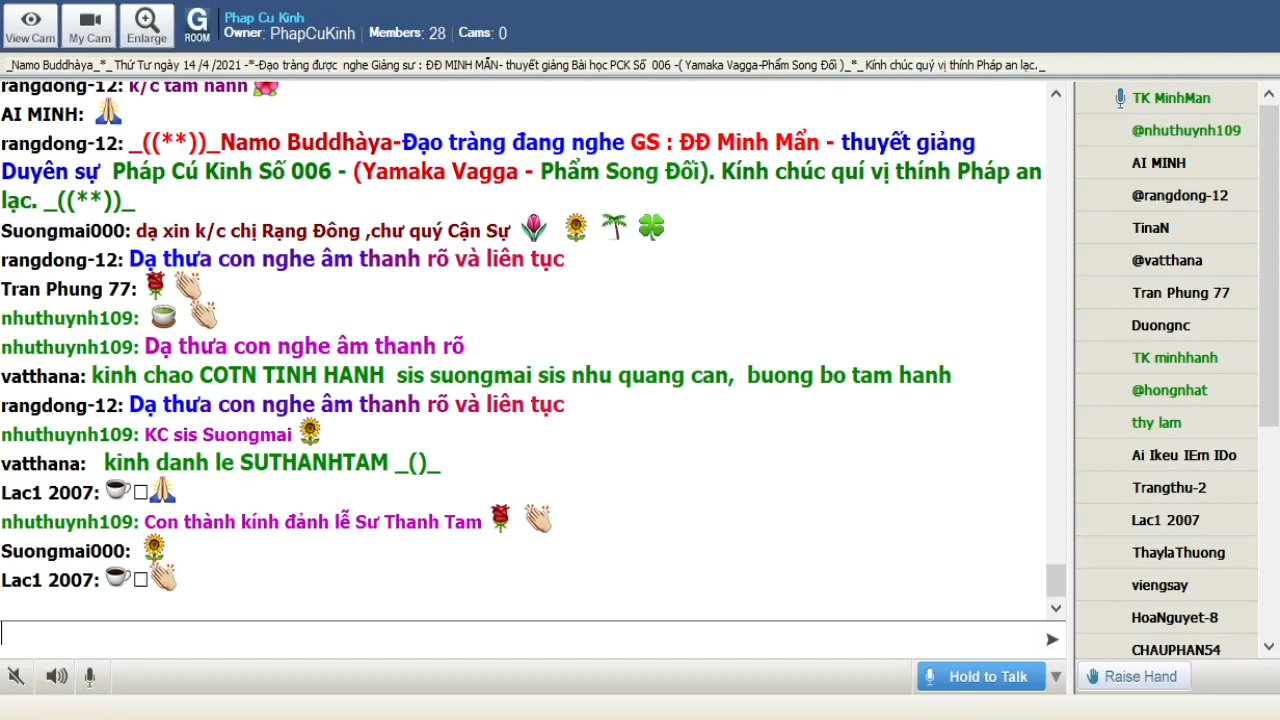 View Cam
My Cam
Enlarge
G
ROOM
Phap Cu Kinh
Owner: PhapCuKinh | Members: 28 | Cams: 0
_Namo Buddhàya_*_ Thứ Tư ngày 14 /4 /2021 -*-Đạo tràng được nghe Giảng sư : ĐĐ MINH MẪN- thuyết giảng Bài học PCK Số 006 -( Yamaka Vagga-Phẩm Song Đối )_*_ Kính chúc quý vị thính Pháp an lạc._
rangdong-12: k/c tam hanh
AI MINH:
rangdong-12: _((**))_Namo Buddhàya-Đạo tràng đang nghe GS : ĐĐ Minh Mẩn - thuyết giảng
Duyên sự Pháp Cú Kinh Số 006 - (Yamaka Vagga - Phẩm Song Đối). Kính chúc quí vị thính Pháp an
lạc. _((**))_
Suongmai000: dạ xin k/c chị Rạng Đông ,chư quý Cận Sự
rangdong-12: Dạ thưa con nghe âm thanh rõ và liên tục
Tran Phung 77:
nhuthuynh109:
nhuthuynh109: Dạ thưa con nghe âm thanh rõ
vatthana: kinh chao COTN TINH HANH sis suongmai sis nhu quang can, buong bo tam hanh
rangdong-12: Dạ thưa con nghe âm thanh rõ và liên tục
nhuthuynh109: KC sis Suongmai
vatthana: kinh danh le SUTHANHTAM _()_
Lac1 2007:
nhuthuynh109: Con thành kính đảnh lễ Sư Thanh Tam
Suongmai000:
Lac1 2007:
Hold to Talk
TK MinhMan
@nhuthuynh109
AI MINH
@rangdong-12
TinaN
@vatthana
Tran Phung 77
Duongnc
TK minhhanh
@hongnhat
thy lam
Ai Ikeu IEm IDo
Trangthu-2
Lac1 2007
ThaylaThuong
viengsay
HoaNguyet-8
CHAUPHAN54
Raise Hand